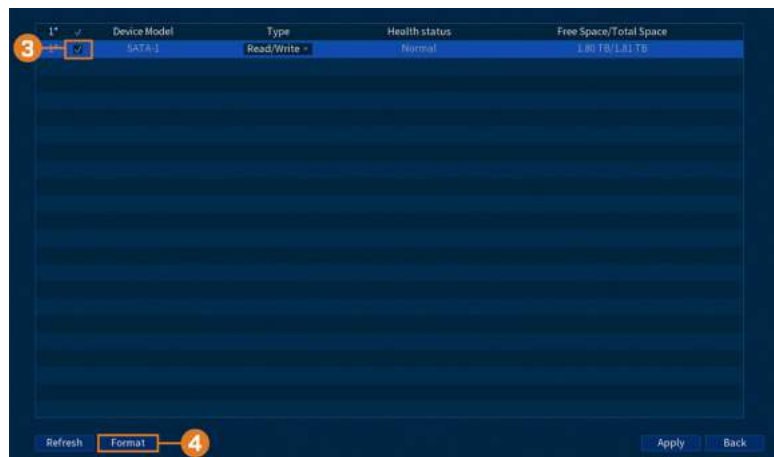 1* ✓ Device Model Type Health status Free Space/Total Space
3 1* ✓ SATA-1 Read/Write Normal 1.80 TB/1.81 TB
Refresh Format 4 Apply Back